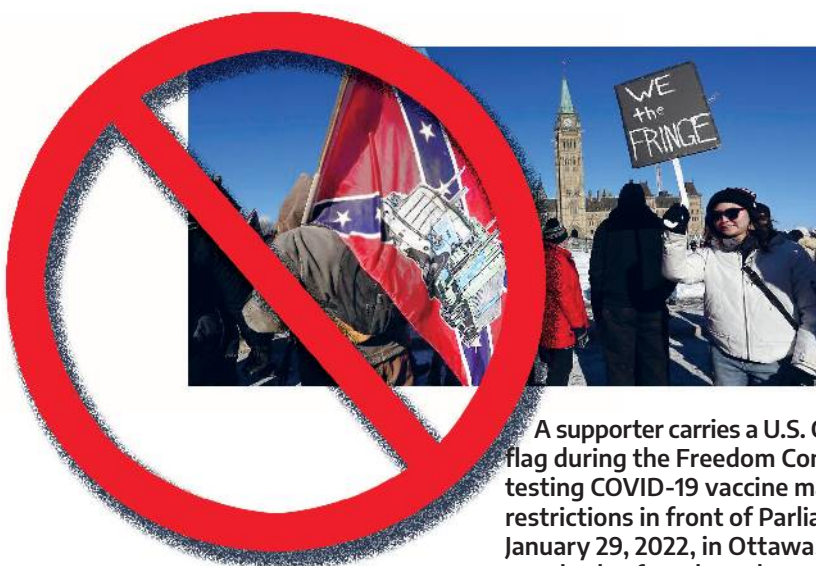 WE
the
FRINGE
A supporter carries a U.S. C
flag during the Freedom Con
testing COVID-19 vaccine ma
restrictions in front of Parlia
January 29, 2022, in Ottawa